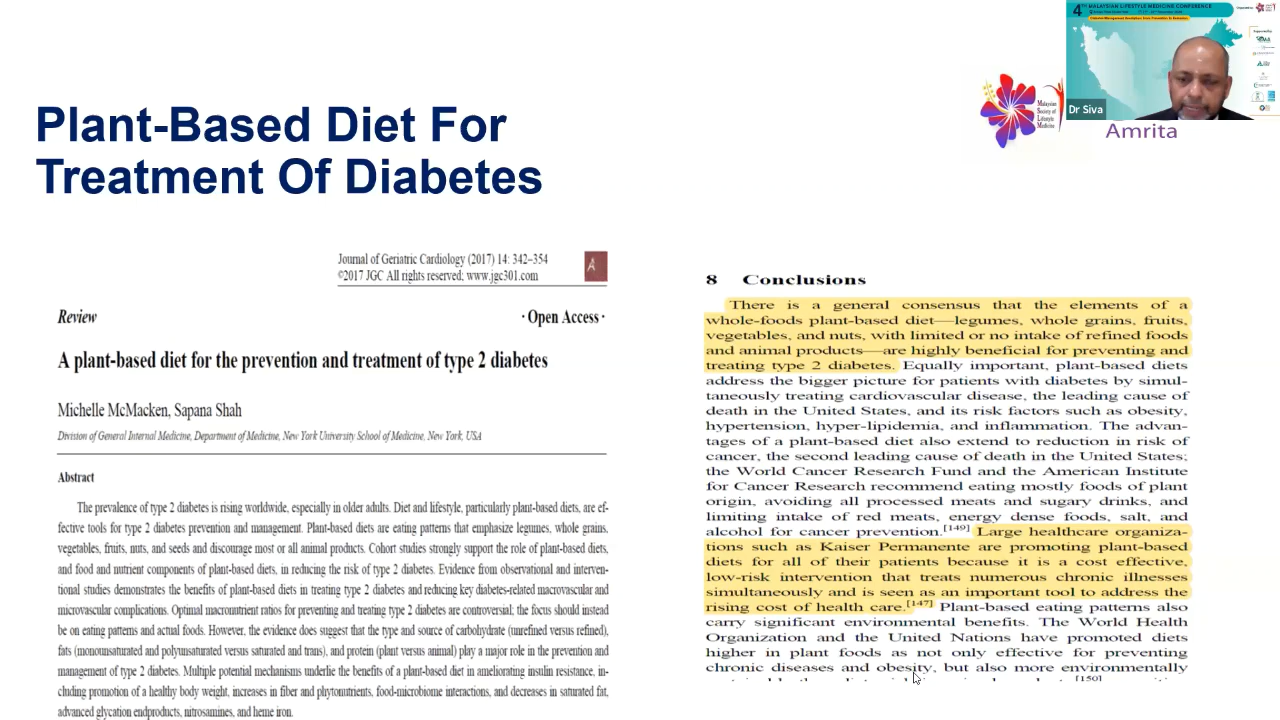 4TH MALAYSIAN LIFESTYLE MEDICINE CONFERENCE
Dr Siva
Malaysian
Society of
Lifestyle
Medicine
Amrita
Plant-Based Diet For
Treatment Of Diabetes
Journal of Geriatric Cardiology (2017) 14: 342–354
©2017 JGC All rights reserved; www.jgc301.com
Review
· Open Access ·
A plant-based diet for the prevention and treatment of type 2 diabetes
Michelle McMacken, Sapana Shah
Division of General Internal Medicine, Department of Medicine, New York University School of Medicine, New York, USA
Abstract
The prevalence of type 2 diabetes is rising worldwide, especially in older adults. Diet and lifestyle, particularly plant-based diets, are ef-
fective tools for type 2 diabetes prevention and management. Plant-based diets are eating patterns that emphasize legumes, whole grains,
vegetables, fruits, nuts, and seeds and discourage most or all animal products. Cohort studies strongly support the role of plant-based diets,
and food and nutrient components of plant-based diets, in reducing the risk of type 2 diabetes. Evidence from observational and interven-
tional studies demonstrates the benefits of plant-based diets in treating type 2 diabetes and reducing key diabetes-related macrovascular and
microvascular complications. Optimal macronutrient ratios for preventing and treating type 2 diabetes are controversial; the focus should instead
be on eating patterns and actual foods. However, the evidence does suggest that the type and source of carbohydrate (unrefined versus refined),
fats (monounsaturated and polyunsaturated versus saturated and trans), and protein (plant versus animal) play a major role in the prevention and
management of type 2 diabetes. Multiple potential mechanisms underlie the benefits of a plant-based diet in ameliorating insulin resistance, in-
cluding promotion of a healthy body weight, increases in fiber and phytonutrients, food-microbiome interactions, and decreases in saturated fat,
advanced glycation endproducts, nitrosamines, and heme iron.
8 Conclusions
There is a general consensus that the elements of a
whole-foods plant-based diet—legumes, whole grains, fruits,
vegetables, and nuts, with limited or no intake of refined foods
and animal products—are highly beneficial for preventing and
treating type 2 diabetes. Equally important, plant-based diets
address the bigger picture for patients with diabetes by simul-
taneously treating cardiovascular disease, the leading cause of
death in the United States, and its risk factors such as obesity,
hypertension, hyper-lipidemia, and inflammation. The advan-
tages of a plant-based diet also extend to reduction in risk of
cancer, the second leading cause of death in the United States;
the World Cancer Research Fund and the American Institute
for Cancer Research recommend eating mostly foods of plant
origin, avoiding all processed meats and sugary drinks, and
limiting intake of red meats, energy dense foods, salt, and
alcohol for cancer prevention.[149] Large healthcare organiza-
tions such as Kaiser Permanente are promoting plant-based
diets for all of their patients because it is a cost effective,
low-risk intervention that treats numerous chronic illnesses
simultaneously and is seen as an important tool to address the
rising cost of health care.[147] Plant-based eating patterns also
carry significant environmental benefits. The World Health
Organization and the United Nations have promoted diets
higher in plant foods as not only effective for preventing
chronic diseases and obesity, but also more environmentally
[150]